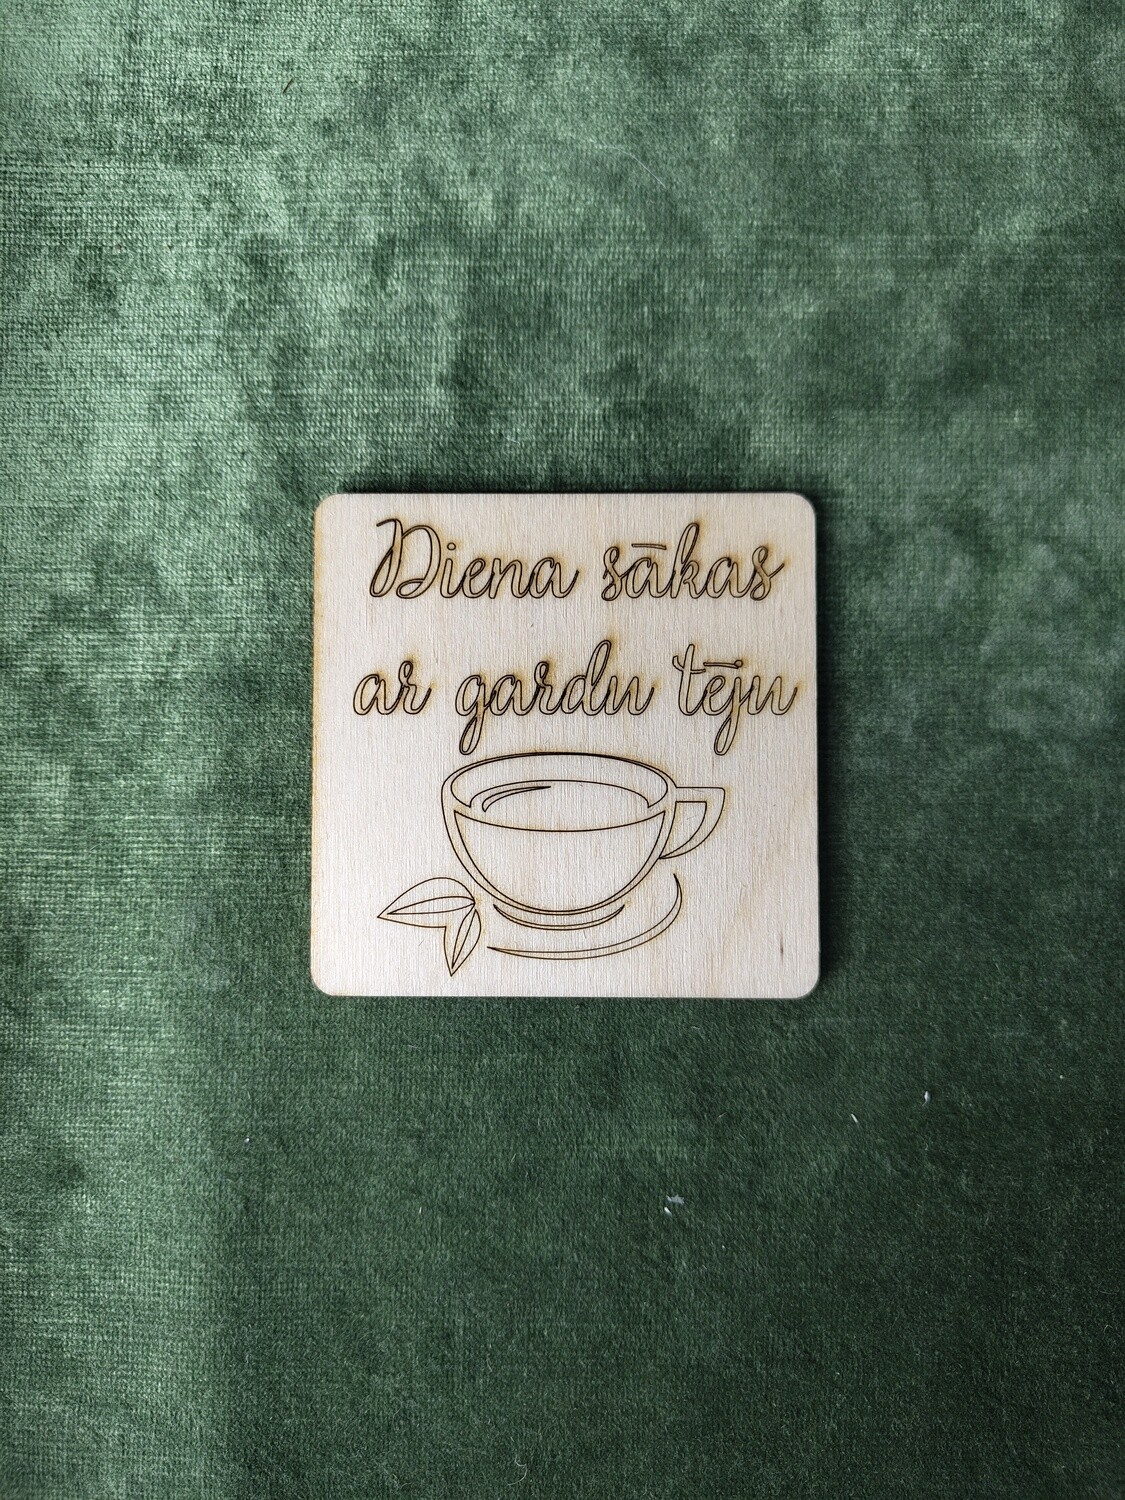 Diena sākas
ar gardu tēju